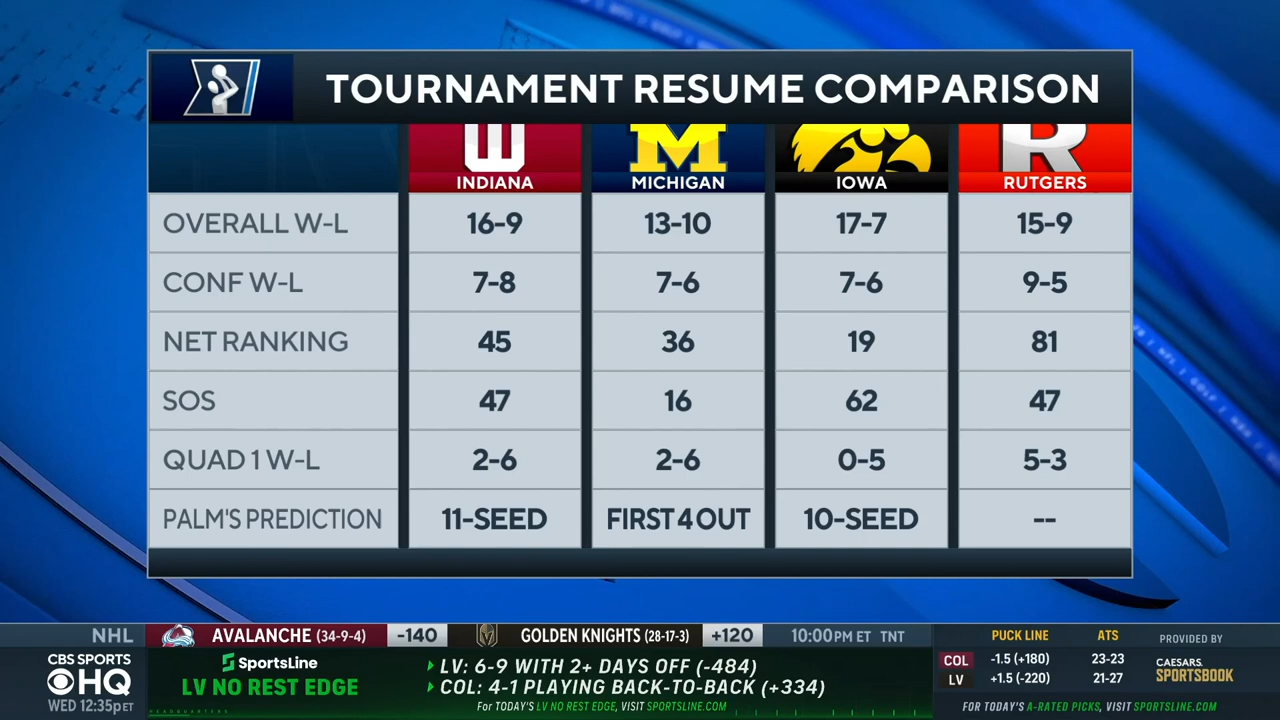 TOURNAMENT RESUME COMPARISON
INDIANA MICHIGAN IOWA RUTGERS
OVERALL W-L 16-9 13-10 17-7 15-9
CONF W-L 7-8 7-6 7-6 9-5
NET RANKING 45 36 19 81
SOS 47 16 62 47
QUAD 1 W-L 2-6 2-6 0-5 5-3
PALM'S PREDICTION 11-SEED FIRST 4 OUT 10-SEED --
NHL AVALANCHE (34-9-4) -140 GOLDEN KNIGHTS (28-17-3) +120 10:00PM ET TNT
CBS SPORTS
HQ
WED 12:35PM ET
SportsLine
LV NO REST EDGE
LV: 6-9 WITH 2+ DAYS OFF (-484)
COL: 4-1 PLAYING BACK-TO-BACK (+334)
FOR TODAY'S LV NO REST EDGE, VISIT SPORTSLINE.COM
HEADQUARTERS
PUCK LINE ATS
COL -1.5 (+180) 23-23
LV +1.5 (-220) 21-27
PROVIDED BY
CAESARS
SPORTSBOOK
FOR TODAY'S A-RATED PICKS, VISIT SPORTSLINE.COM